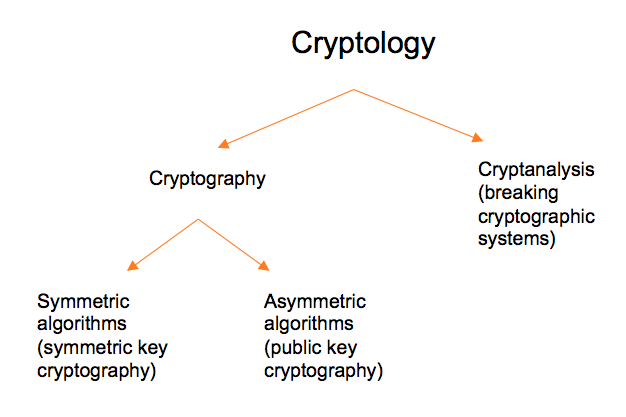 Cryptology
Cryptography
Cryptanalysis
(breaking
cryptographic
systems)
Symmetric
algorithms
(symmetric key
cryptography)
Asymmetric
algorithms
(public key
cryptography)